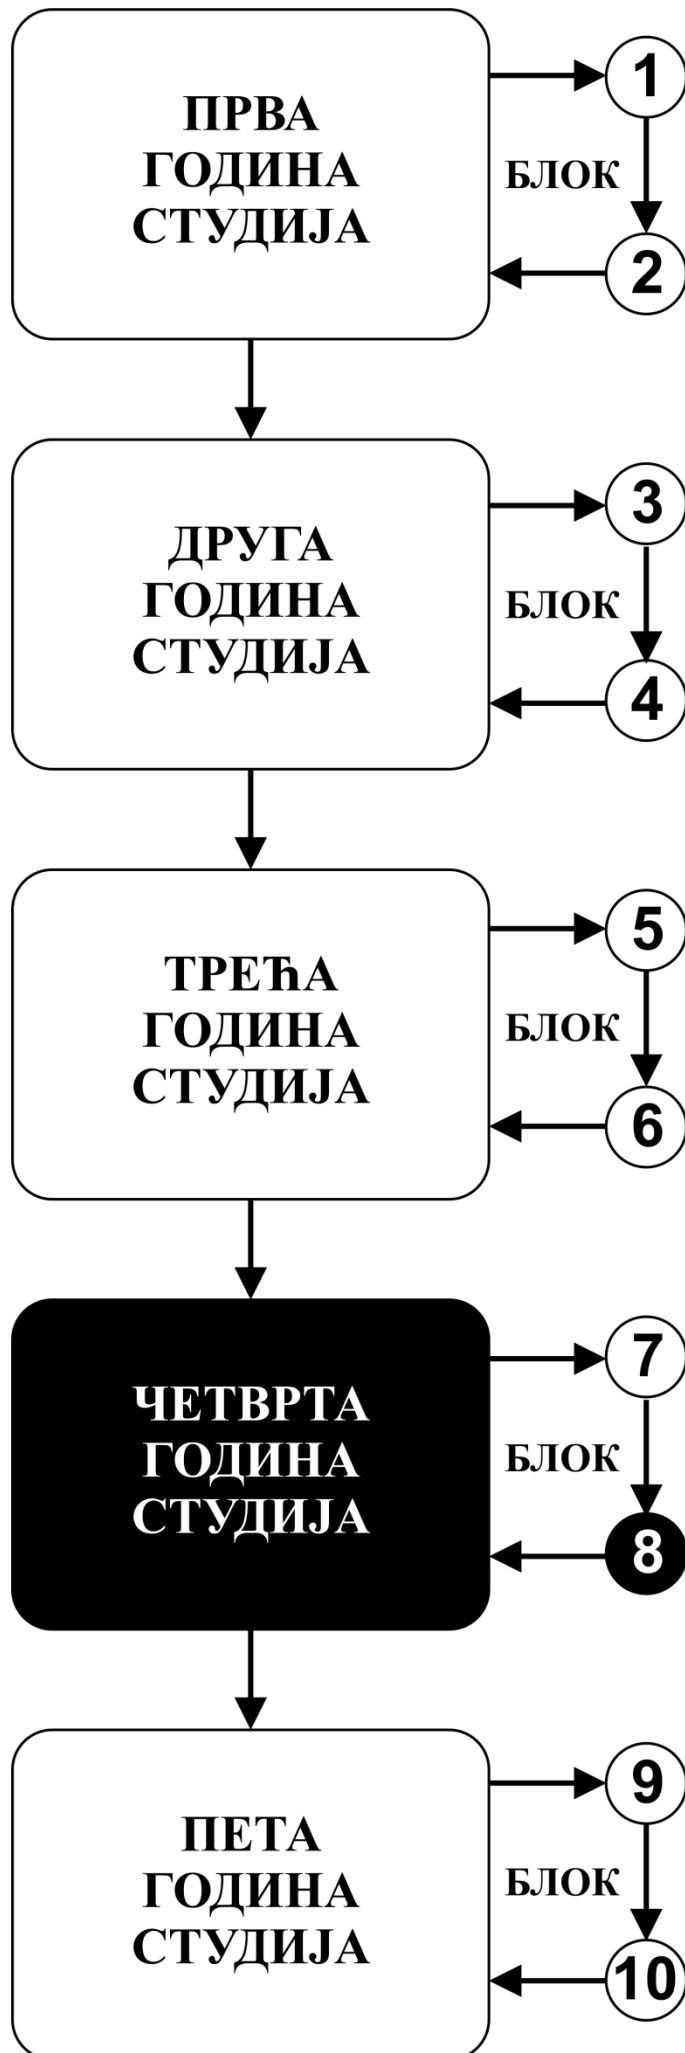 ПРВА
ГОДИНА
СТУДИЈА
1
БЛОК
2
ДРУГА
ГОДИНА
СТУДИЈА
3
БЛОК
4
ТРЕЋА
ГОДИНА
СТУДИЈА
5
БЛОК
6
ЧЕТВРТА
ГОДИНА
СТУДИЈА
7
БЛОК
8
ПЕТА
ГОДИНА
СТУДИЈА
9
БЛОК
10